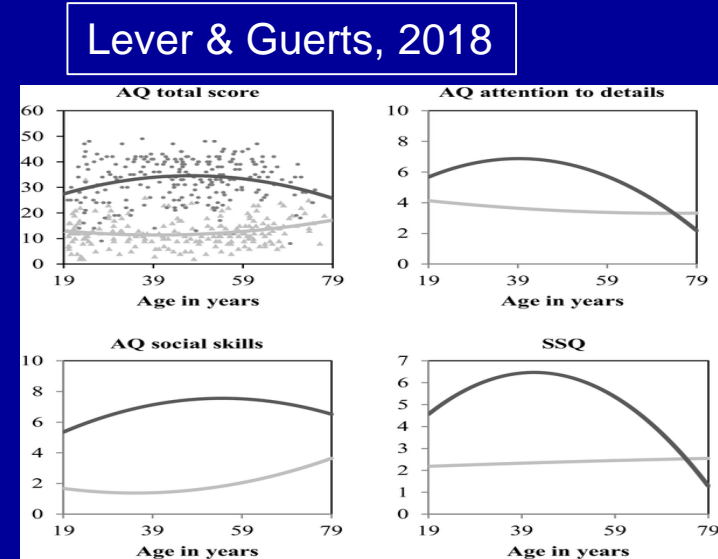 Lever & Guerts, 2018
AQ total score
60
50
40
30
20
10
0
19 39 59 79
Age in years
AQ attention to details
10
8
6
4
2
0
19 39 59 79
Age in years
AQ social skills
10
8
6
4
2
0
19 39 59 79
Age in years
SSQ
7
6
5
4
3
2
1
0
19 39 59 79
Age in years